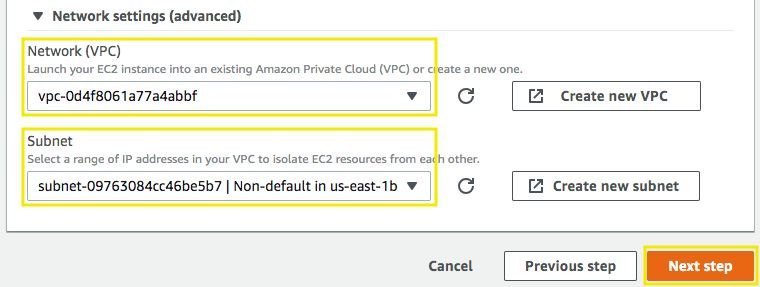 Network settings (advanced)
Network (VPC)
Launch your EC2 instance into an existing Amazon Private Cloud (VPC) or create a new one.
vpc-0d4f8061a77a4abbf
Create new VPC
Subnet
Select a range of IP addresses in your VPC to isolate EC2 resources from each other.
subnet-09763084cc46be5b7 | Non-default in us-east-1b
Create new subnet
Cancel
Previous step
Next step